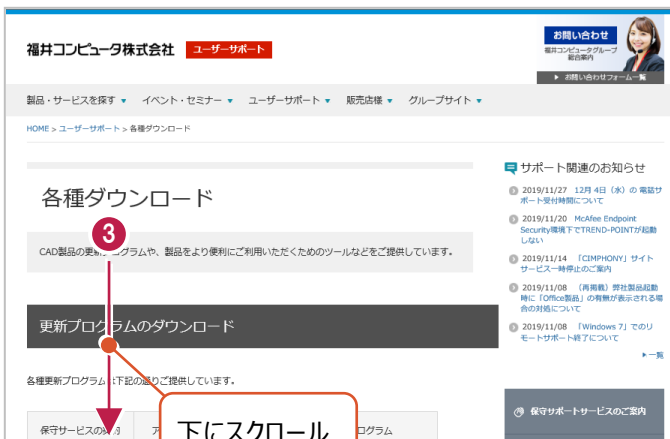 福井コンピュータ株式会社 ユーザーサポート
お問い合わせ
福井コンピュータグループ
総合案内
お問い合わせフォーム一覧
製品・サービスを探す ▼ イベント・セミナー ▼ ユーザーサポート ▼ 販売店様 ▼ グループサイト ▼
HOME > ユーザーサポート > 各種ダウンロード
各種ダウンロード
3
CAD製品の更新 ログラムや、製品をより便利にご利用いただくためのツールなどをご提供しています。
更新プログラムのダウンロード
各種更新プログラム 下記の通りご提供しています。
保守サービスの 
ア
ログラム
下にスクロール
サポート関連のお知らせ
2019/11/27 12月 4日（水）の 電話サ
ポート受付時間について
2019/11/20 McAfee Endpoint
Security環境下でTREND-POINTが起動
しない
2019/11/14 「CIMPHONY」サイト
サービス一時停止のご案内
2019/11/08 （再掲載）弊社製品起動
時に「Office製品」の有無が表示される場
合の対処について
2019/11/08 「Windows 7」でのリ
モートサポート終了について
一覧
保守サポートサービスのご案内